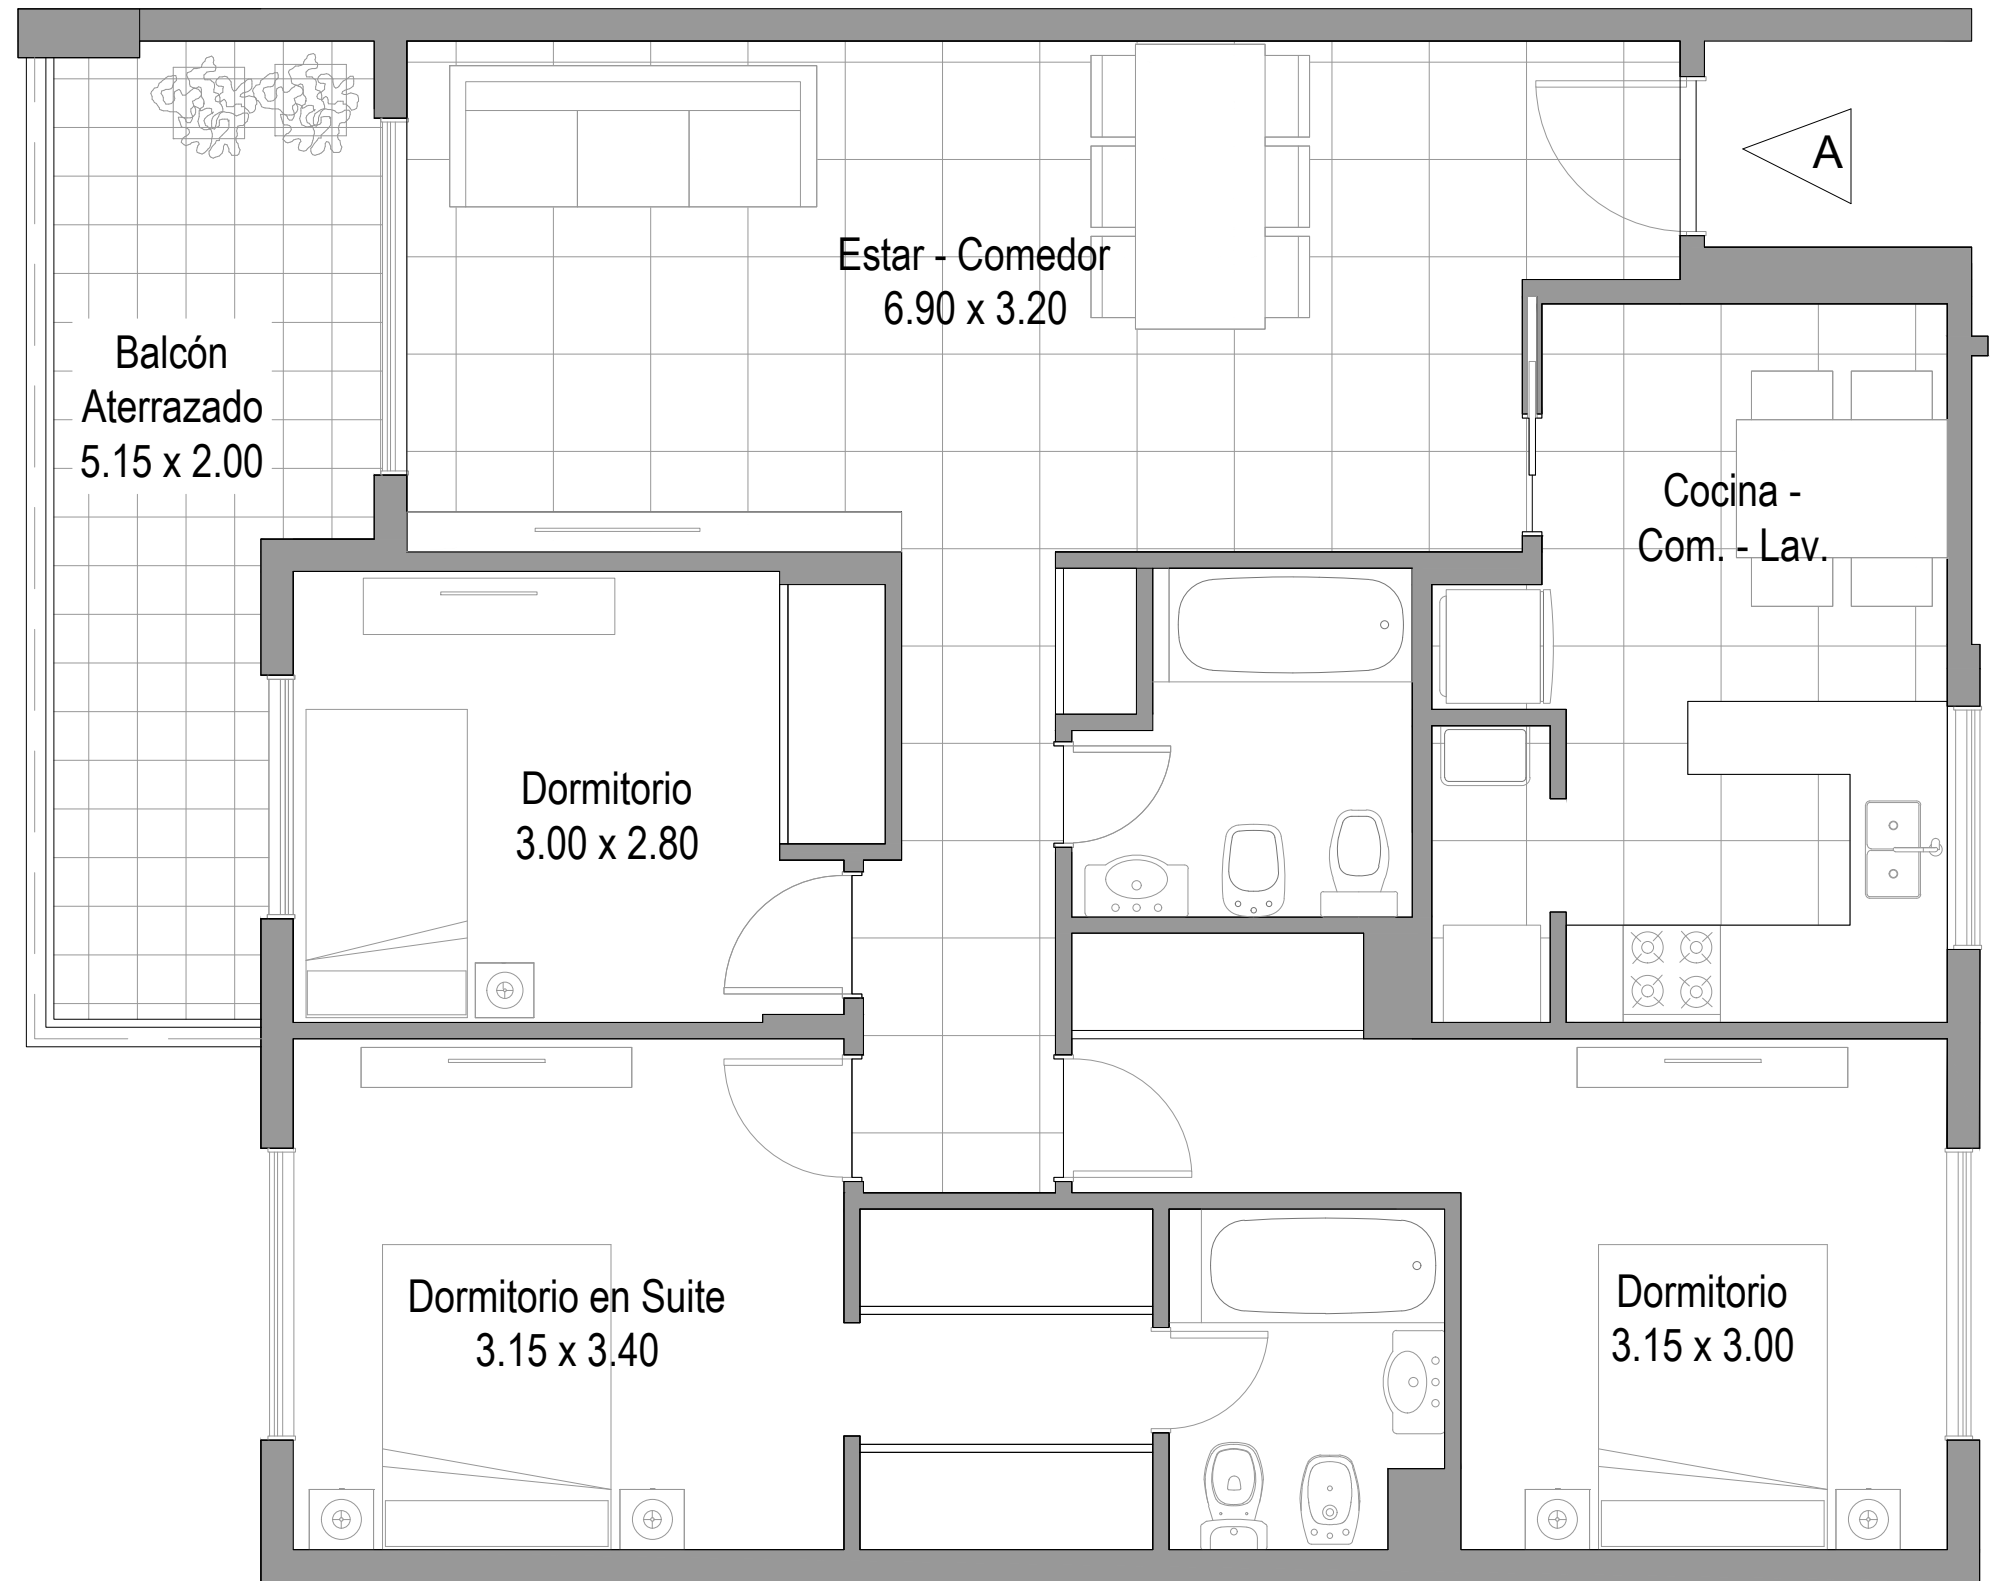 A
Estar - Comedor
6.90 x 3.20
Balcón
Aterrazado
5.15 x 2.00
Cocina -
Com. - Lav.
Dormitorio
3.00 x 2.80
Dormitorio en Suite
3.15 x 3.40
Dormitorio
3.15 x 3.00